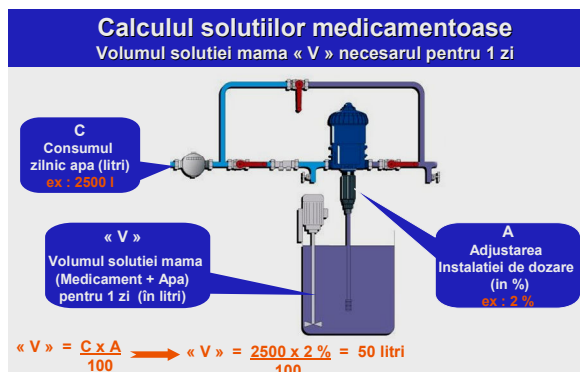 Calculul solutiilor medicamentoase
Volumul solutiei mama « V » necesarul pentru 1 zi
C
Consumul
zilnic apa (litri)
ex : 2500 l
« V »
Volumul solutiei mama
(Medicament + Apa)
pentru 1 zi (în litri)
A
Adjustarea
Instalatiei de dozare
(in %)
ex : 2 %
« V » = C x A « V » = 2500 x 2 % = 50 litri
100 100